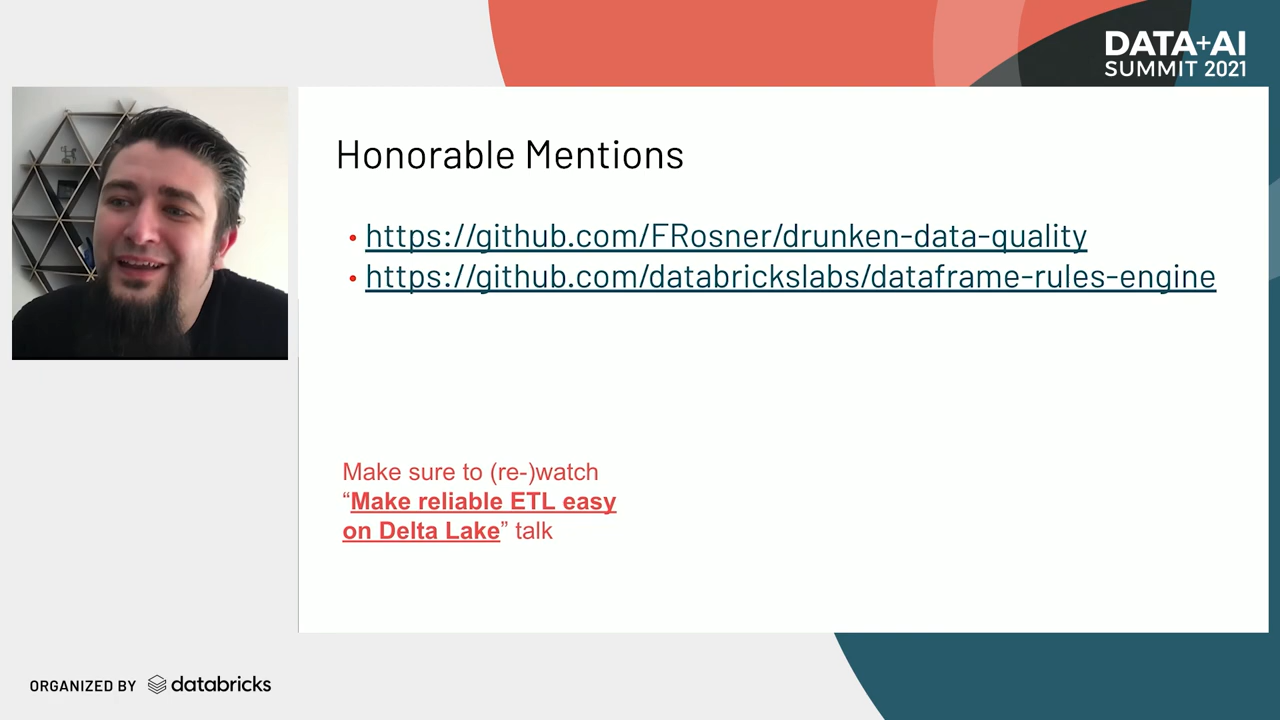 DATA+AI
SUMMIT 2021
Honorable Mentions
• https://github.com/FRosner/drunken-data-quality
• https://github.com/databrickslabs/dataframe-rules-engine
Make sure to (re-)watch
“Make reliable ETL easy
on Delta Lake” talk
ORGANIZED BY databricks